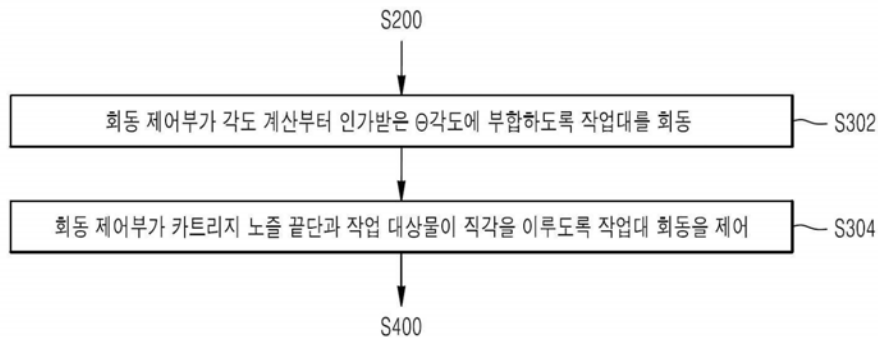 S200
회동 제어부가 각도 계산부터 인가받은 Θ각도에 부합하도록 작업대를 회동
S302
회동 제어부가 카트리지 노즐 끝단과 작업 대상물이 직각을 이루도록 작업대 회동을 제어
S304
S400